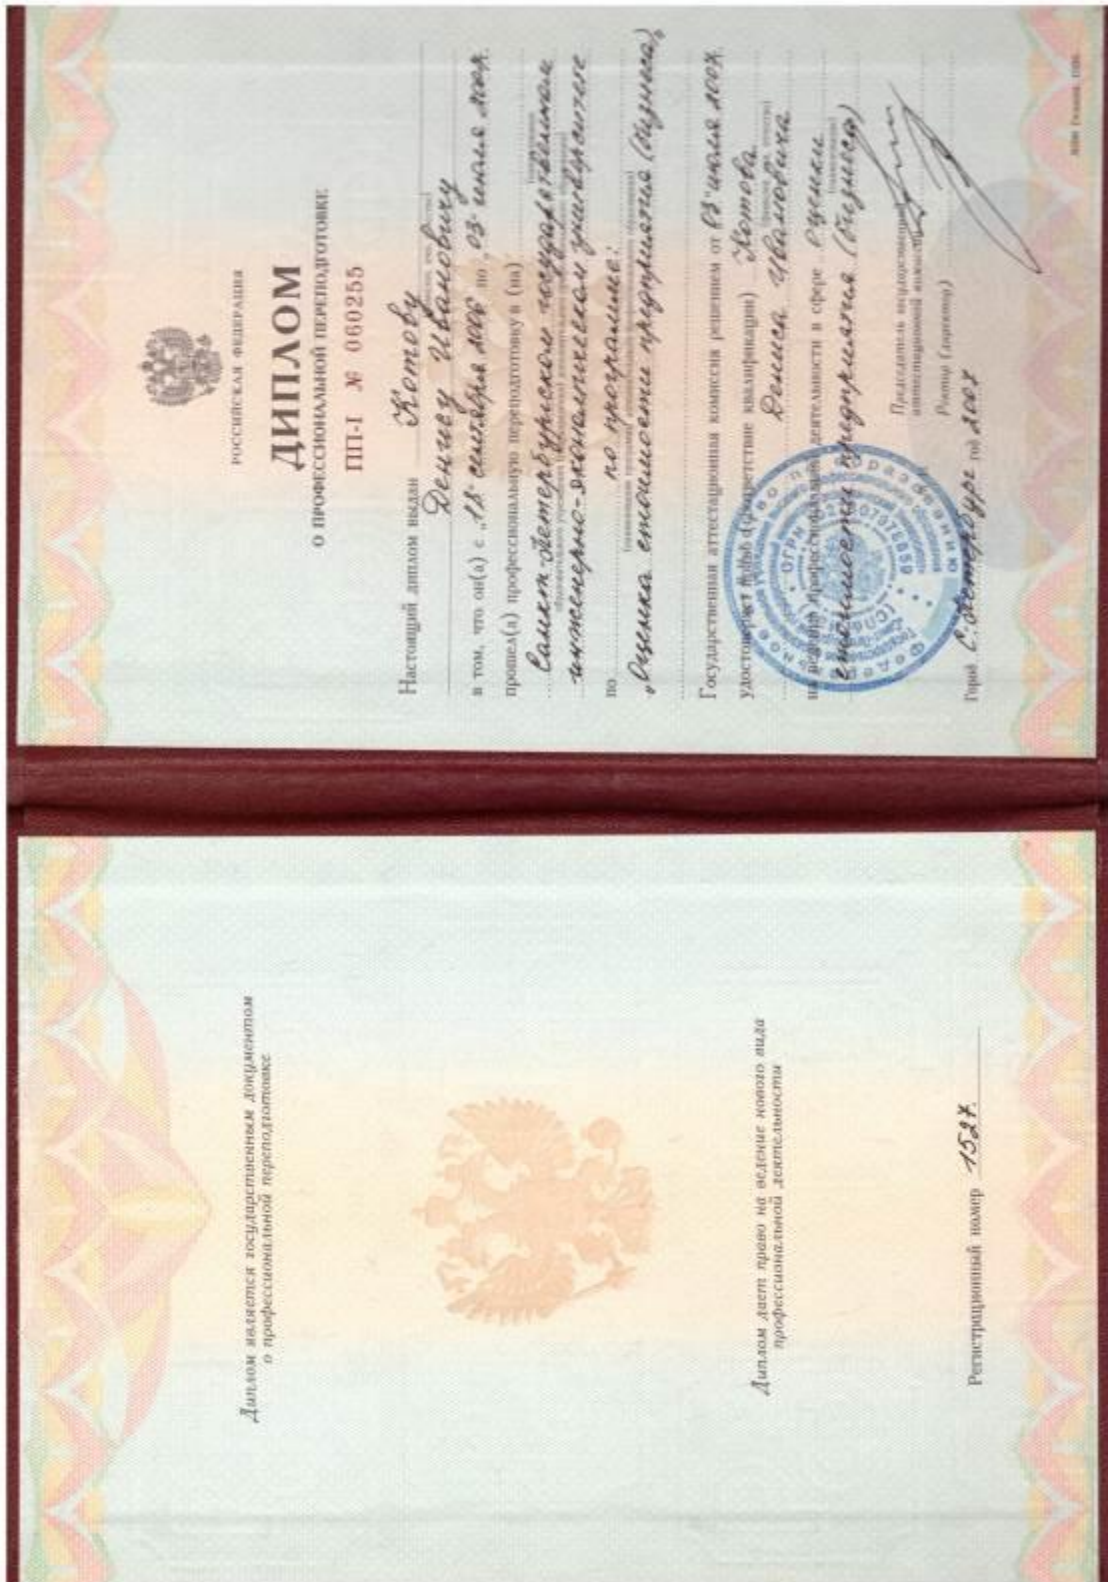 Диплом является государственным документом
о профессиональной переподготовке
Диплом даёт право на ведение нового вида
профессиональной деятельности
Регистрационный номер 1527.
РОССИЙСКАЯ ФЕДЕРАЦИЯ
ДИПЛОМ
О ПРОФЕССИОНАЛЬНОЙ ПЕРЕПОДГОТОВКЕ
ПП-I № 060255
Настоящий диплом выдан Котову
Денису Ивановичу
в том, что он(а) с „18" сентября 2006 по „03" июля 2007.
прошел(а) профессиональную переподготовку в (на)
Санкт-Петербургском государственном
инженерно-экономическом университете
по по программе:
„Оценка стоимости предприятия (бизнеса)"
Государственная аттестационная комиссия решением от „03" июля 2007.
удостоверяет (соответствие квалификации) Котова
Дениса Ивановича
на ведение профессиональной деятельности в сфере оценки
стоимости предприятия (бизнеса)
Председатель
аттестационной комиссии
Ректор (директор)
Город С.-Петербург год 2007